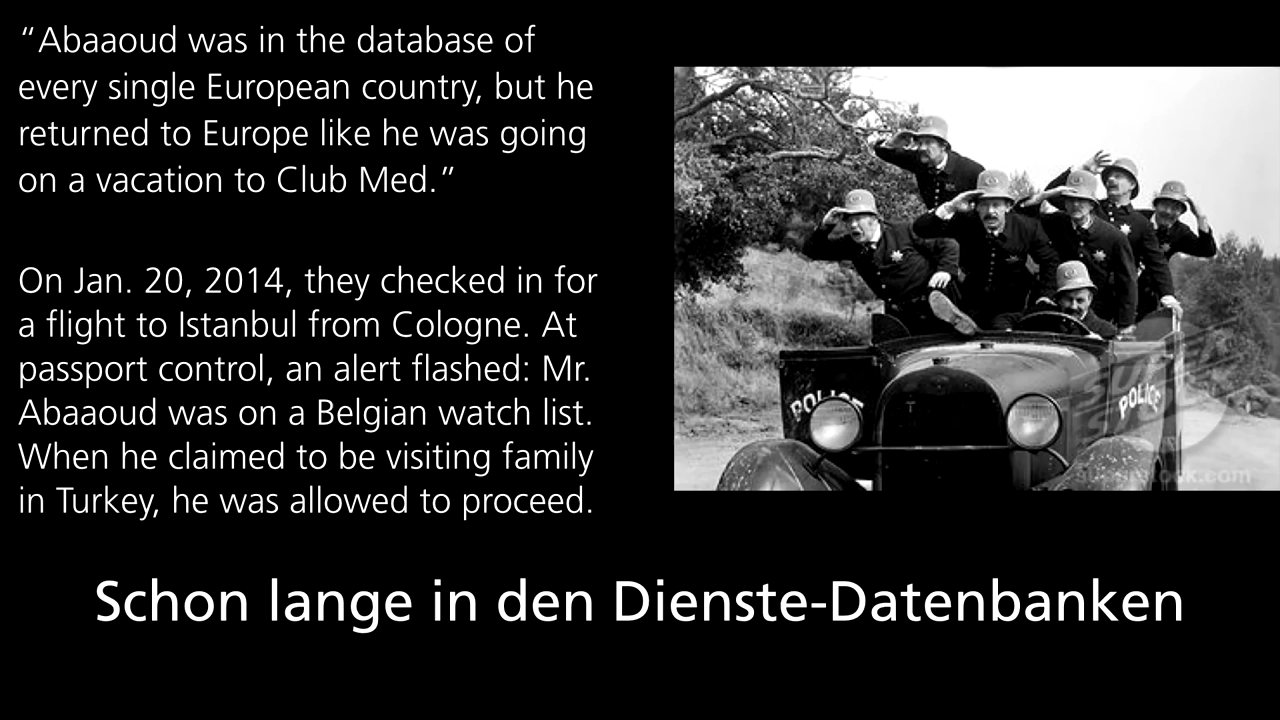 “Abaaoud was in the database of
every single European country, but he
returned to Europe like he was going
on a vacation to Club Med.”
On Jan. 20, 2014, they checked in for
a flight to Istanbul from Cologne. At
passport control, an alert flashed: Mr.
Abaaoud was on a Belgian watch list.
When he claimed to be visiting family
in Turkey, he was allowed to proceed.
POLICE
POLICE
superstock.com
Schon lange in den Dienste-Datenbanken